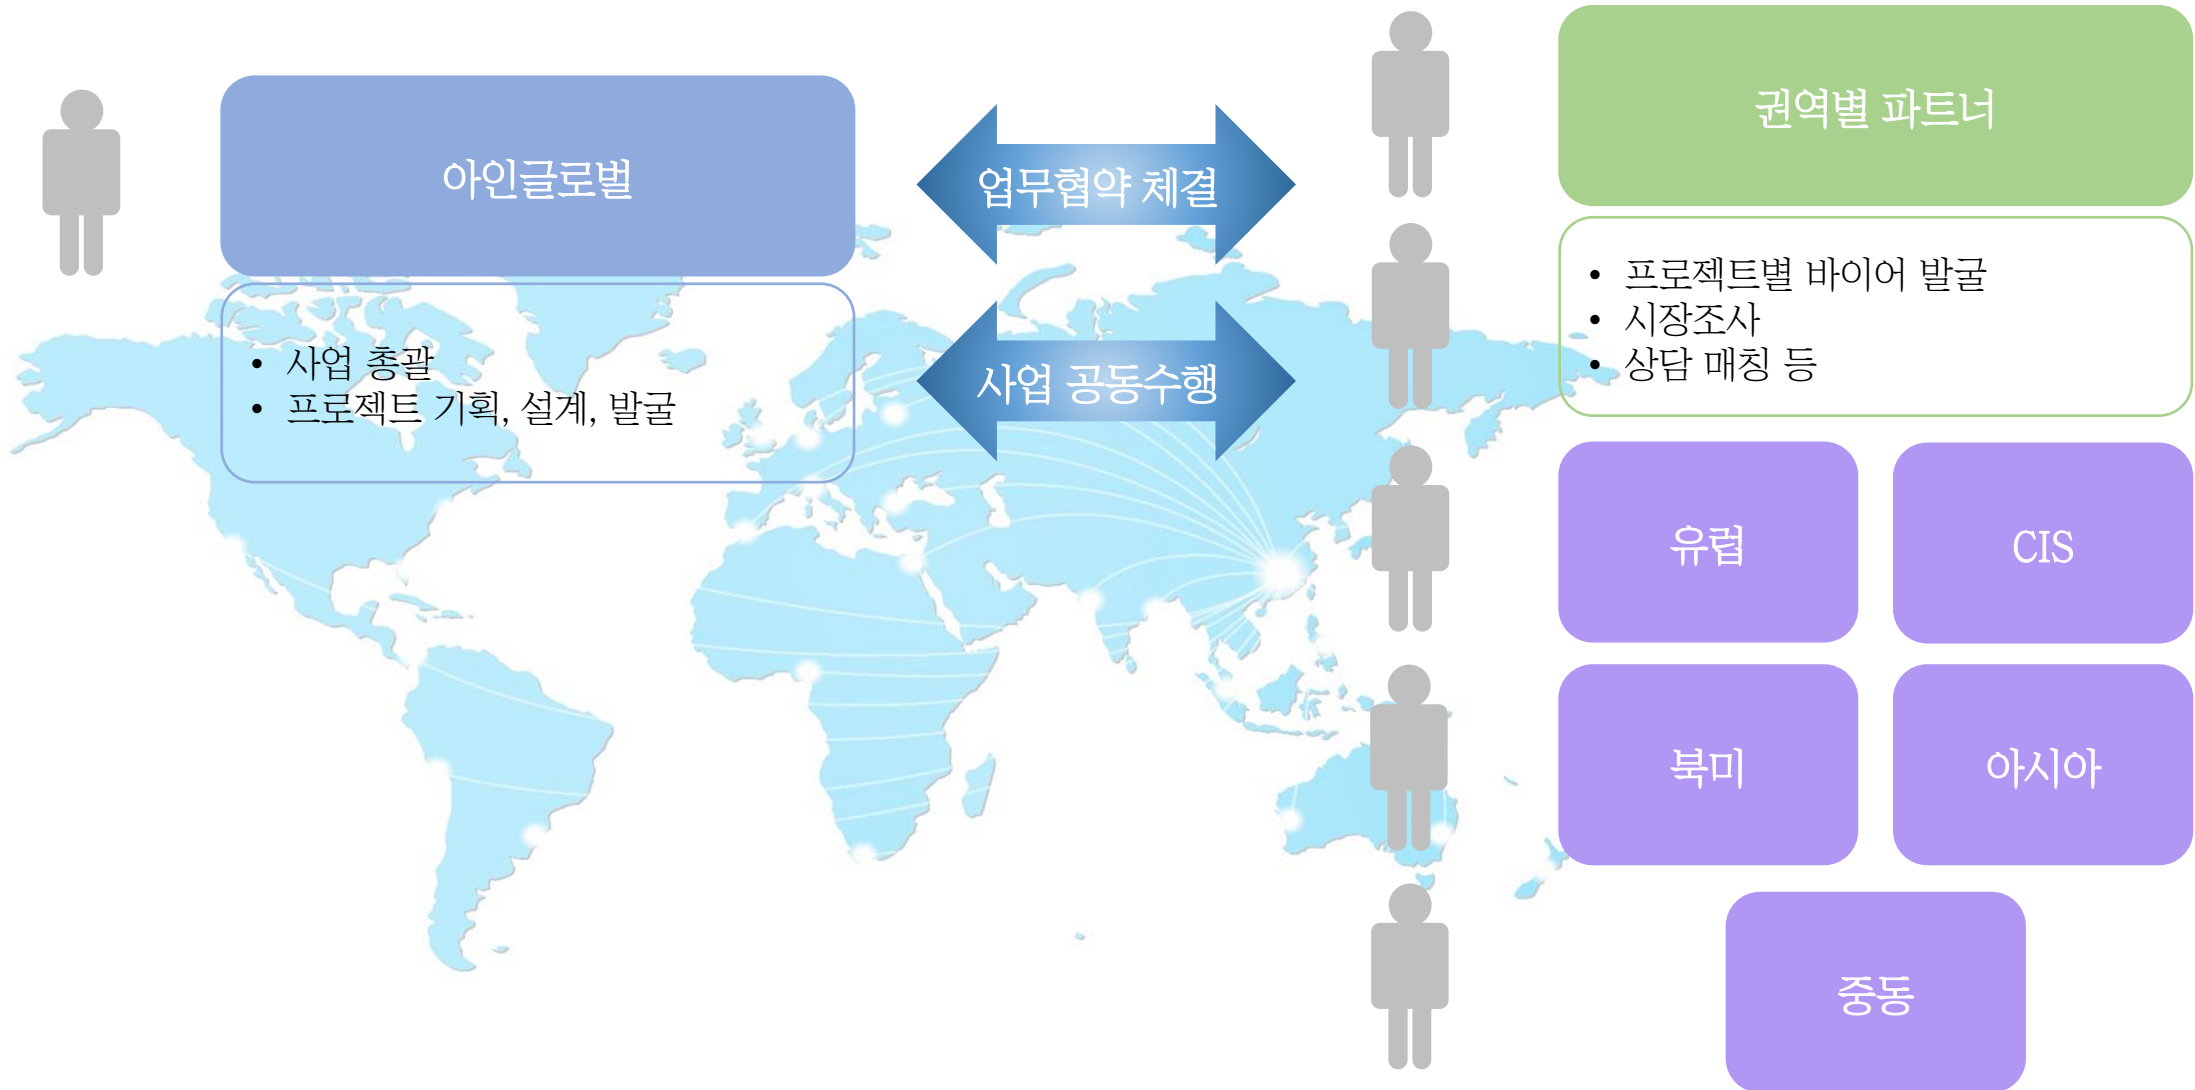 아인글로벌
• 사업 총괄
• 프로젝트 기획, 설계, 발굴
업무협약 체결
사업 공동수행
권역별 파트너
• 프로젝트별 바이어 발굴
• 시장조사
• 상담 매칭 등
유럽
CIS
북미
아시아
중동